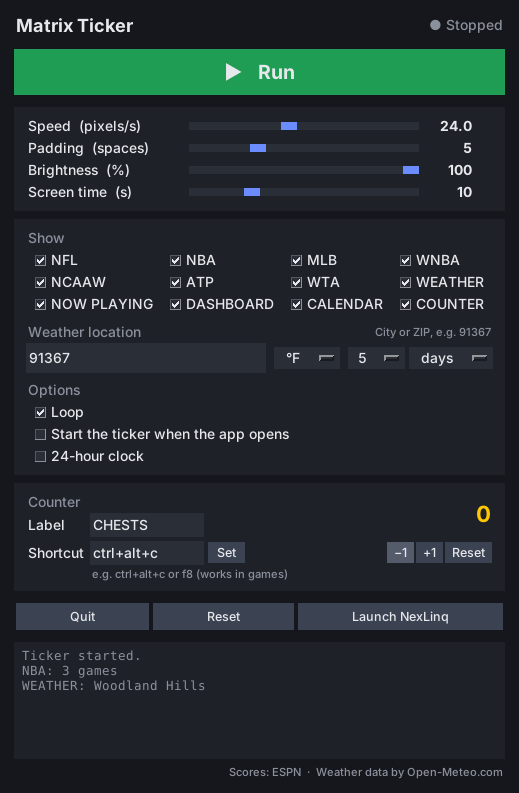 Matrix Ticker
Stopped
Run
Speed (pixels/s) 24.0
Padding (spaces) 5
Brightness (%) 100
Screen time (s) 10
Show
NFL NBA MLB WNBA
NCAAW ATP WTA WEATHER
NOW PLAYING DASHBOARD CALENDAR COUNTER
Weather location City or ZIP, e.g. 91367
91367 °F 5 days
Options
Loop
Start the ticker when the app opens
24-hour clock
Counter
0
Label CHESTS
Shortcut ctrl+alt+c Set −1 +1 Reset
e.g. ctrl+alt+c or f8 (works in games)
Quit Reset Launch NexLinq
Ticker started.
NBA: 3 games
WEATHER: Woodland Hills
Scores: ESPN · Weather data by Open-Meteo.com